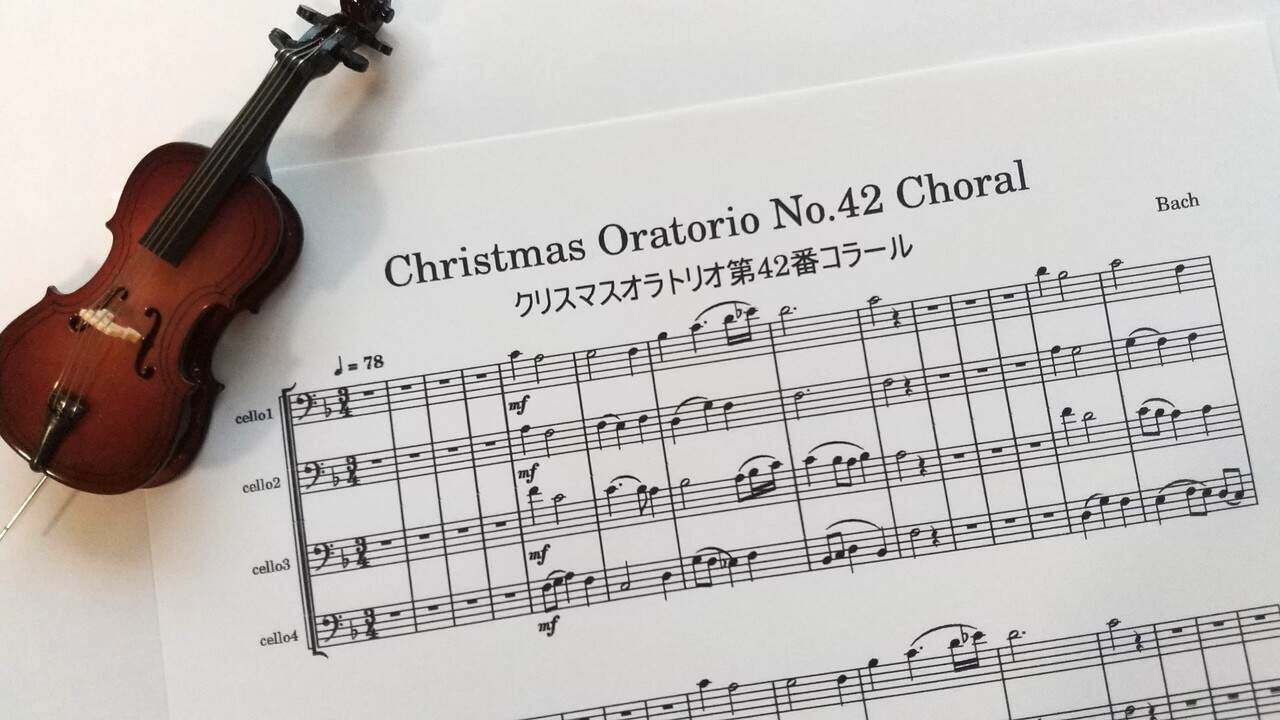 Christmas Oratorio No.42 Choral
クリスマスオラトリオ第42番コラール
Bach
♩= 78
cello1
mf
cello2
mf
cello3
mf
cello4
mf